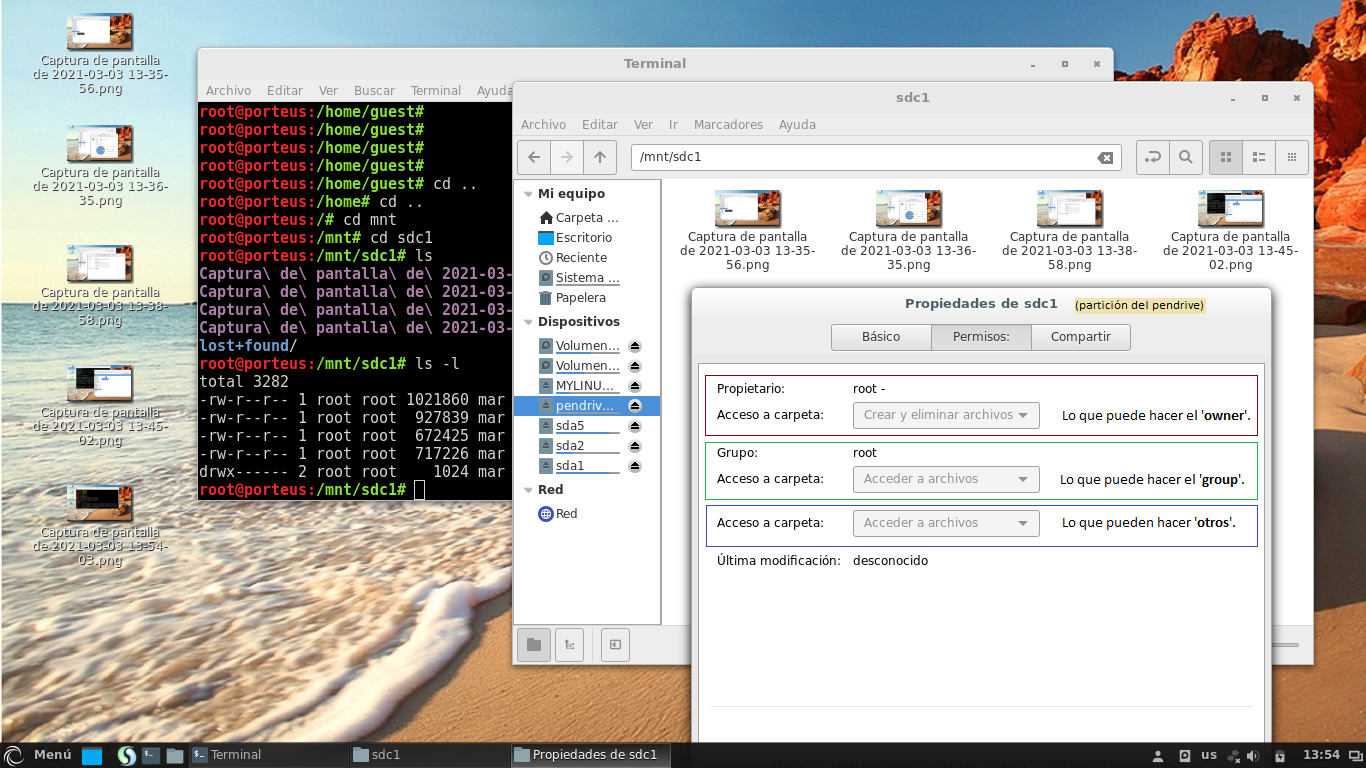 Captura de pantalla
de 2021-03-03 13-35-
56.png
Captura de pantalla
de 2021-03-03 13-36-
35.png
Captura de pantalla
de 2021-03-03 13-38-
58.png
Captura de pantalla
de 2021-03-03 13-45-
02.png
Captura de pantalla
de 2021-03-03 13-54-
03.png
Terminal
Archivo Editar Ver Buscar Terminal Ayuda
root@porteus:/home/guest#
root@porteus:/home/guest#
root@porteus:/home/guest#
root@porteus:/home/guest#
root@porteus:/home/guest# cd ..
root@porteus:/home# cd ..
root@porteus:/# cd mnt
root@porteus:/mnt# cd sdc1
root@porteus:/mnt/sdc1# ls
Captura\ de\ pantalla\ de\ 2021-03-
Captura\ de\ pantalla\ de\ 2021-03-
Captura\ de\ pantalla\ de\ 2021-03-
Captura\ de\ pantalla\ de\ 2021-03-
lost+found/
root@porteus:/mnt/sdc1# ls -l
total 3282
-rw-r--r-- 1 root root 1021860 mar
-rw-r--r-- 1 root root 927839 mar
-rw-r--r-- 1 root root 672425 mar
-rw-r--r-- 1 root root 717226 mar
drwx------ 2 root root 1024 mar
root@porteus:/mnt/sdc1#
sdc1
Archivo Editar Ver Ir Marcadores Ayuda
/mnt/sdc1
Mi equipo
Carpeta ...
Escritorio
Reciente
Sistema ...
Papelera
Dispositivos
Volumen...
Volumen...
MYLINU...
pendriv...
sda5
sda2
sda1
Red
Red
Captura de pantalla
de 2021-03-03 13-35-
56.png
Captura de pantalla
de 2021-03-03 13-36-
35.png
Captura de pantalla
de 2021-03-03 13-38-
58.png
Captura de pantalla
de 2021-03-03 13-45-
02.png
Propiedades de sdc1 (partición del pendrive)
Básico Permisos: Compartir
Propietario: root -
Acceso a carpeta: Crear y eliminar archivos Lo que puede hacer el 'owner'.
Grupo: root
Acceso a carpeta: Acceder a archivos Lo que puede hacer el 'group'.
Acceso a carpeta: Acceder a archivos Lo que pueden hacer 'otros'.
Última modificación: desconocido
Menú Terminal sdc1 Propiedades de sdc1 us 13:54